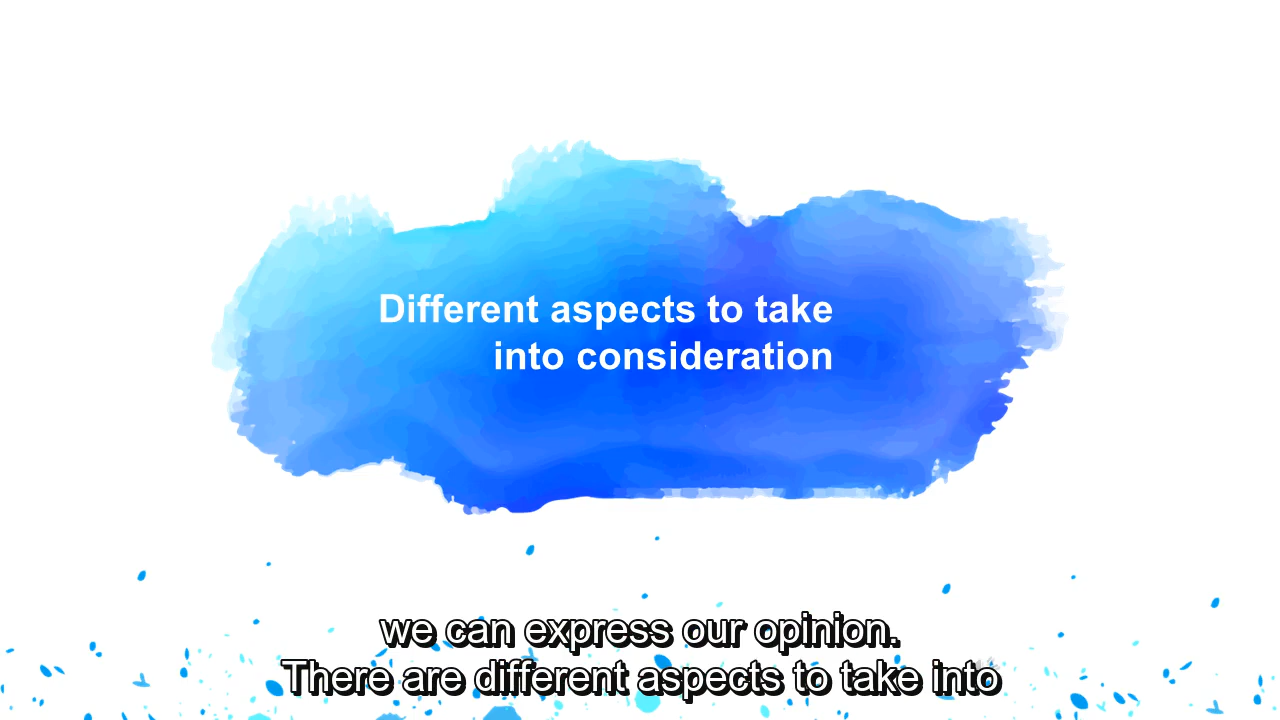 Different aspects to take
into consideration
we can express our opinion.
There are different aspects to take into